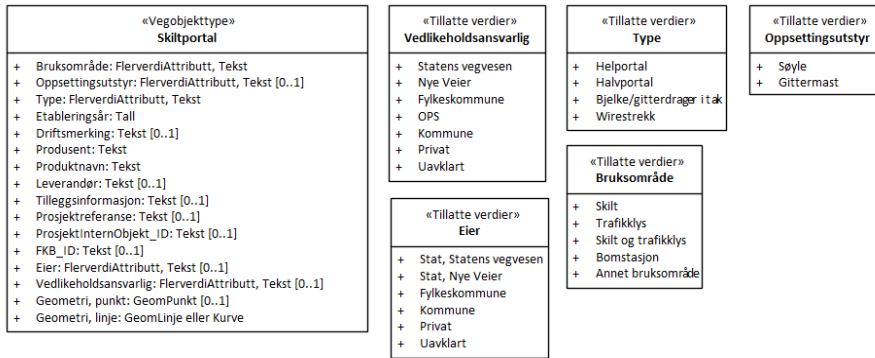 «Vegobjekttype»
Skiltportal
+ Bruksområde: FlerverdiAttributt, Tekst
+ Oppsettingsutstyr: FlerverdiAttributt, Tekst [0..1]
+ Type: FlerverdiAttributt, Tekst
+ Etableringsår: Tall
+ Driftsmerking: Tekst [0..1]
+ Produsent: Tekst
+ Produktnavn: Tekst
+ Leverandør: Tekst [0..1]
+ Tilleggsinformasjon: Tekst [0..1]
+ Prosjektreferanse: Tekst [0..1]
+ ProsjektInternObjekt_ID: Tekst [0..1]
+ FKB_ID: Tekst [0..1]
+ Eier: FlerverdiAttributt, Tekst [0..1]
+ Vedlikeholdsansvarlig: FlerverdiAttributt, Tekst [0..1]
+ Geometri, punkt: GeomPunkt [0..1]
+ Geometri, linje: GeomLinje eller Kurve
«Tillatte verdier»
Vedlikeholdsansvarlig
+ Statens vegvesen
+ Nye Veier
+ Fylkeskommune
+ OPS
+ Kommune
+ Privat
+ Uavklart
«Tillatte verdier»
Eier
+ Stat, Statens vegvesen
+ Stat, Nye Veier
+ Fylkeskommune
+ Kommune
+ Privat
+ Uavklart
«Tillatte verdier»
Type
+ Helportal
+ Halvportal
+ Bjelke/gitterdrager i tak
+ Wirestrekk
«Tillatte verdier»
Bruksområde
+ Skilt
+ Trafikklys
+ Skilt og trafikklys
+ Bomstasjon
+ Annet bruksområde
«Tillatte verdier»
Oppsettingsutstyr
+ Søyle
+ Gittermast